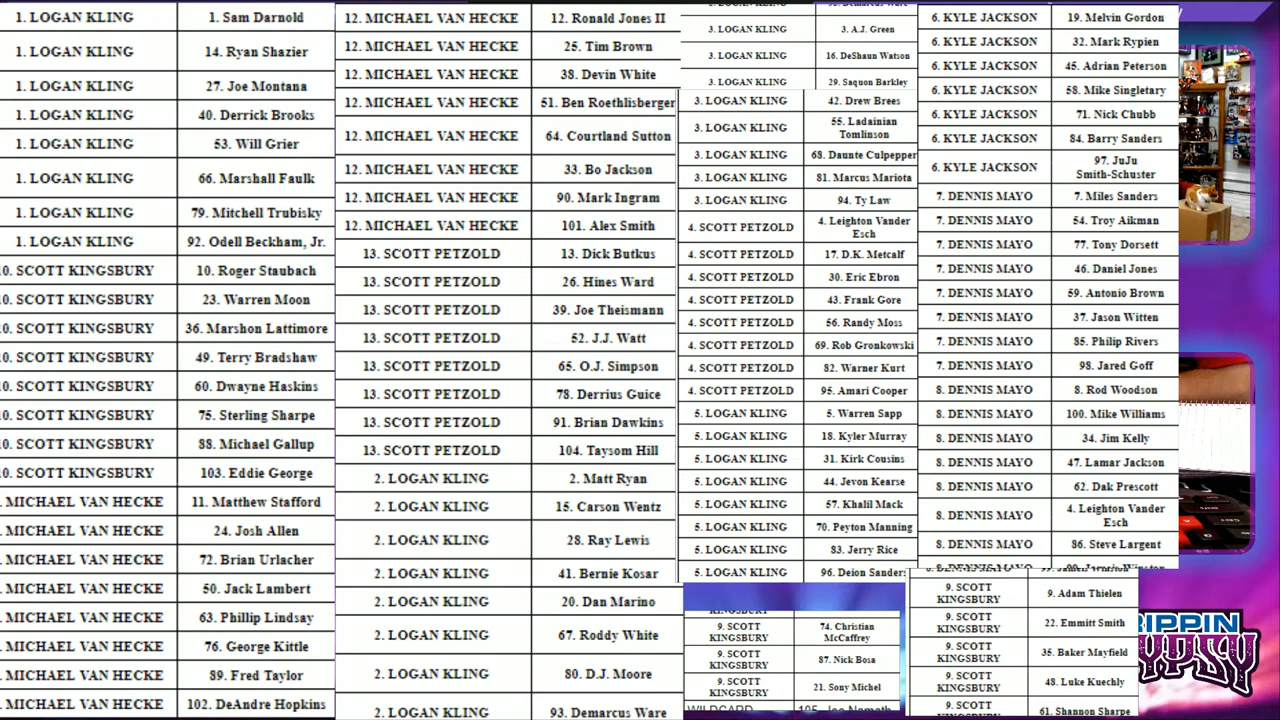 1. LOGAN KLING 1. Sam Darnold
1. LOGAN KLING 14. Ryan Shazier
1. LOGAN KLING 27. Joe Montana
1. LOGAN KLING 40. Derrick Brooks
1. LOGAN KLING 53. Will Grier
1. LOGAN KLING 66. Marshall Faulk
1. LOGAN KLING 79. Mitchell Trubisky
1. LOGAN KLING 92. Odell Beckham, Jr.
0. SCOTT KINGSBURY 10. Roger Staubach
0. SCOTT KINGSBURY 23. Warren Moon
0. SCOTT KINGSBURY 36. Marshon Lattimore
0. SCOTT KINGSBURY 49. Terry Bradshaw
0. SCOTT KINGSBURY 60. Dwayne Haskins
0. SCOTT KINGSBURY 75. Sterling Sharpe
0. SCOTT KINGSBURY 88. Michael Gallup
0. SCOTT KINGSBURY 103. Eddie George
. MICHAEL VAN HECKE 11. Matthew Stafford
. MICHAEL VAN HECKE 24. Josh Allen
. MICHAEL VAN HECKE 72. Brian Urlacher
. MICHAEL VAN HECKE 50. Jack Lambert
. MICHAEL VAN HECKE 63. Phillip Lindsay
. MICHAEL VAN HECKE 76. George Kittle
. MICHAEL VAN HECKE 89. Fred Taylor
. MICHAEL VAN HECKE 102. DeAndre Hopkins
12. MICHAEL VAN HECKE 12. Ronald Jones II
12. MICHAEL VAN HECKE 25. Tim Brown
12. MICHAEL VAN HECKE 38. Devin White
12. MICHAEL VAN HECKE 51. Ben Roethlisberger
12. MICHAEL VAN HECKE 64. Courtland Sutton
12. MICHAEL VAN HECKE 33. Bo Jackson
12. MICHAEL VAN HECKE 90. Mark Ingram
12. MICHAEL VAN HECKE 101. Alex Smith
13. SCOTT PETZOLD 13. Dick Butkus
13. SCOTT PETZOLD 26. Hines Ward
13. SCOTT PETZOLD 39. Joe Theismann
13. SCOTT PETZOLD 52. J.J. Watt
13. SCOTT PETZOLD 65. O.J. Simpson
13. SCOTT PETZOLD 78. Derrius Guice
13. SCOTT PETZOLD 91. Brian Dawkins
13. SCOTT PETZOLD 104. Taysom Hill
2. LOGAN KLING 2. Matt Ryan
2. LOGAN KLING 15. Carson Wentz
2. LOGAN KLING 28. Ray Lewis
2. LOGAN KLING 41. Bernie Kosar
2. LOGAN KLING 20. Dan Marino
2. LOGAN KLING 67. Roddy White
2. LOGAN KLING 80. D.J. Moore
2. LOGAN KLING 93. Demarcus Ware
3. LOGAN KLING 3. A.J. Green
3. LOGAN KLING 16. DeShaun Watson
3. LOGAN KLING 29. Saquon Barkley
3. LOGAN KLING 42. Drew Brees
3. LOGAN KLING 55. Ladainian
Tomlinson
3. LOGAN KLING 68. Daunte Culpepper
3. LOGAN KLING 81. Marcus Mariota
3. LOGAN KLING 94. Ty Law
4. SCOTT PETZOLD 4. Leighton Vander
Esch
4. SCOTT PETZOLD 17. D.K. Metcalf
4. SCOTT PETZOLD 30. Eric Ebron
4. SCOTT PETZOLD 43. Frank Gore
4. SCOTT PETZOLD 56. Randy Moss
4. SCOTT PETZOLD 69. Rob Gronkowski
4. SCOTT PETZOLD 82. Warner Kurt
4. SCOTT PETZOLD 95. Amari Cooper
5. LOGAN KLING 5. Warren Sapp
5. LOGAN KLING 18. Kyler Murray
5. LOGAN KLING 31. Kirk Cousins
5. LOGAN KLING 44. Jevon Kearse
5. LOGAN KLING 57. Khalil Mack
5. LOGAN KLING 70. Peyton Manning
5. LOGAN KLING 83. Jerry Rice
5. LOGAN KLING 96. Deion Sanders
9. SCOTT
KINGSBURY 74. Christian
McCaffrey
9. SCOTT
KINGSBURY 87. Nick Bosa
9. SCOTT
KINGSBURY 21. Sony Michel
WILDCARD 105. Joe Namath
6. KYLE JACKSON 19. Melvin Gordon
6. KYLE JACKSON 32. Mark Rypien
6. KYLE JACKSON 45. Adrian Peterson
6. KYLE JACKSON 58. Mike Singletary
6. KYLE JACKSON 71. Nick Chubb
6. KYLE JACKSON 84. Barry Sanders
6. KYLE JACKSON 97. JuJu
Smith-Schuster
7. DENNIS MAYO 7. Miles Sanders
7. DENNIS MAYO 54. Troy Aikman
7. DENNIS MAYO 77. Tony Dorsett
7. DENNIS MAYO 46. Daniel Jones
7. DENNIS MAYO 59. Antonio Brown
7. DENNIS MAYO 37. Jason Witten
7. DENNIS MAYO 85. Philip Rivers
7. DENNIS MAYO 98. Jared Goff
8. DENNIS MAYO 8. Rod Woodson
8. DENNIS MAYO 100. Mike Williams
8. DENNIS MAYO 34. Jim Kelly
8. DENNIS MAYO 47. Lamar Jackson
8. DENNIS MAYO 62. Dak Prescott
8. DENNIS MAYO 4. Leighton Vander
Esch
8. DENNIS MAYO 86. Steve Largent
9. SCOTT
KINGSBURY 9. Adam Thielen
9. SCOTT
KINGSBURY 22. Emmitt Smith
9. SCOTT
KINGSBURY 35. Baker Mayfield
9. SCOTT
KINGSBURY 48. Luke Kuechly
9. SCOTT 61. Shannon Sharpe
RIPPIN
YPSY